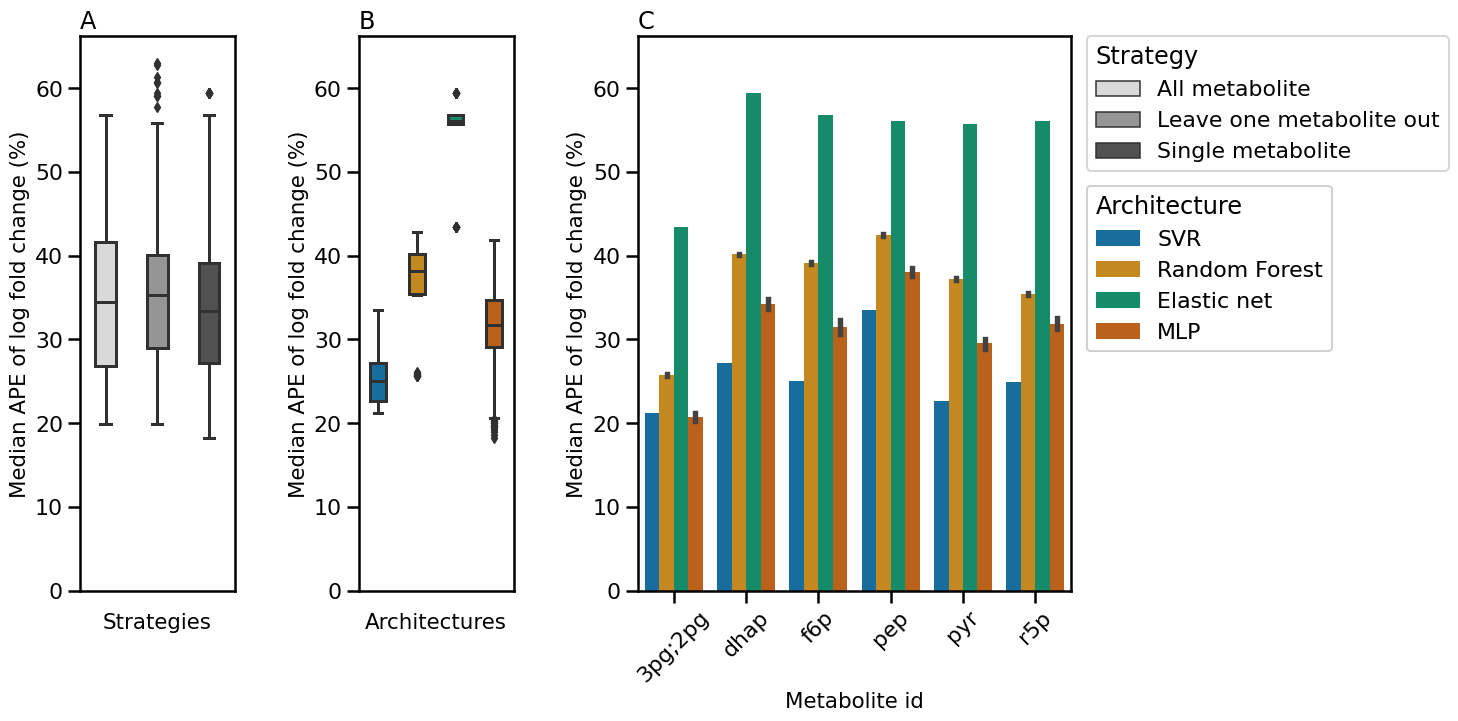 A
Median APE of log fold change (%)
60
50
40
30
20
10
0
Strategies
B
Median APE of log fold change (%)
60
50
40
30
20
10
0
Architectures
C
Median APE of log fold change (%)
60
50
40
30
20
10
0
3pg;2pg
dhap
f6p
pep
pyr
r5p
Metabolite id
Strategy
All metabolite
Leave one metabolite out
Single metabolite
Architecture
SVR
Random Forest
Elastic net
MLP